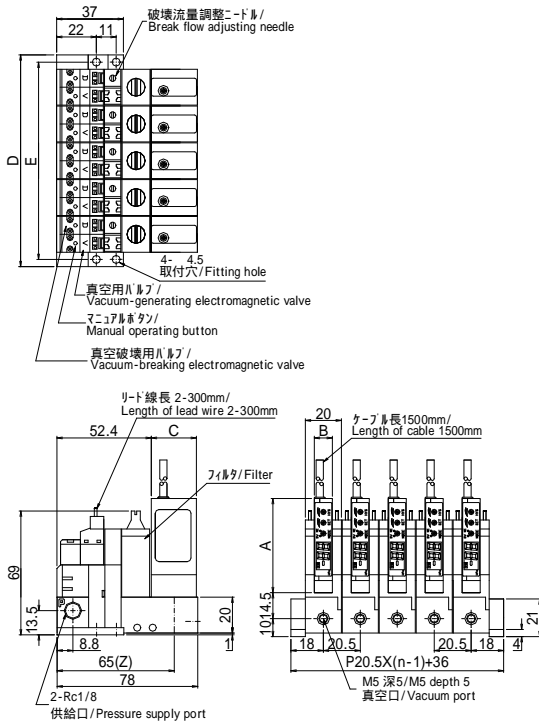 37
22
11
破壊流量調整ニードル/
Break flow adjusting needle
D
E
4- 4.5
取付穴/Fitting hole
真空用バルブ/
Vacuum-generating electromagnetic valve
マニュアルボタン/
Manual operating button
真空破壊用バルブ/
Vacuum-breaking electromagnetic valve
リード線長 2-300mm/
Length of lead wire 2-300mm
52.4
C
フィルタ/Filter
69
13.5
8.8
20
1
65(Z)
78
2-Rc1/8
供給口/Pressure supply port
20
B
ケーブル長1500mm/
Length of cable 1500mm
A
14.5
10
18
20.5
20.5
18
4
21
P20.5X(n-1)+36
M5 深5/M5 depth 5
真空口/Vacuum port